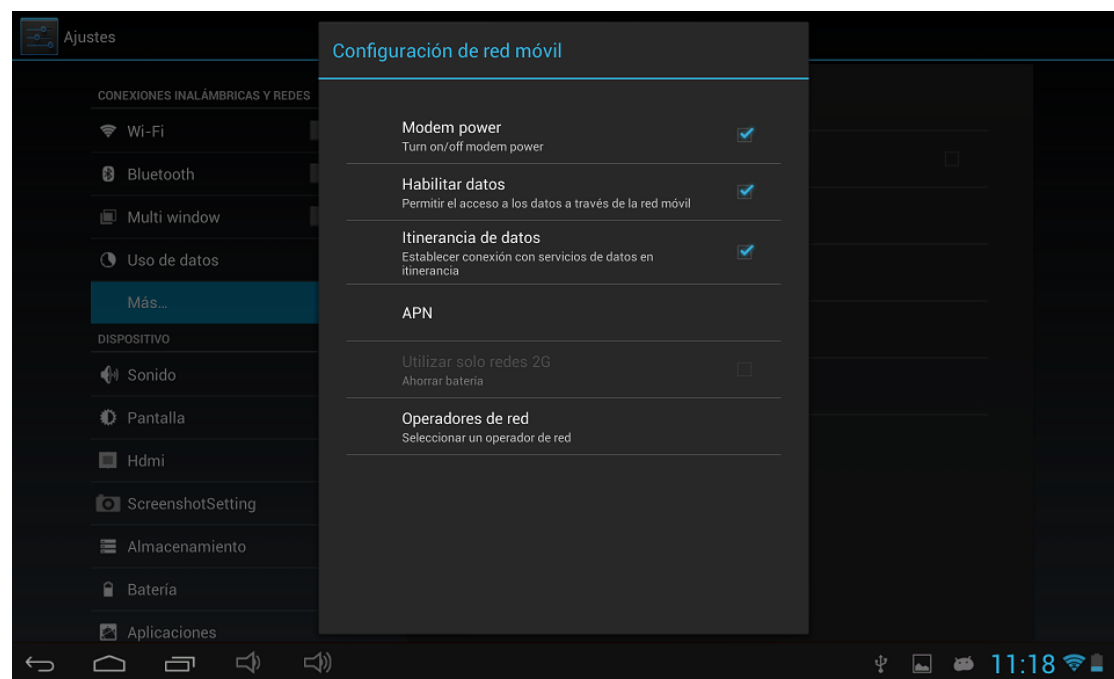 Ajustes
CONEXIONES INALÁMBRICAS Y REDES
Wi-Fi
Bluetooth
Multi window
Uso de datos
Más...
DISPOSITIVO
Sonido
Pantalla
Hdmi
ScreenshotSetting
Almacenamiento
Batería
Aplicaciones
Configuración de red móvil
Modem power
Turn on/off modem power
Habilitar datos
Permitir el acceso a los datos a través de la red móvil
Itinerancia de datos
Establecer conexión con servicios de datos en
itinerancia
APN
Utilizar solo redes 2G
Ahorrar batería
Operadores de red
Seleccionar un operador de red
11:18